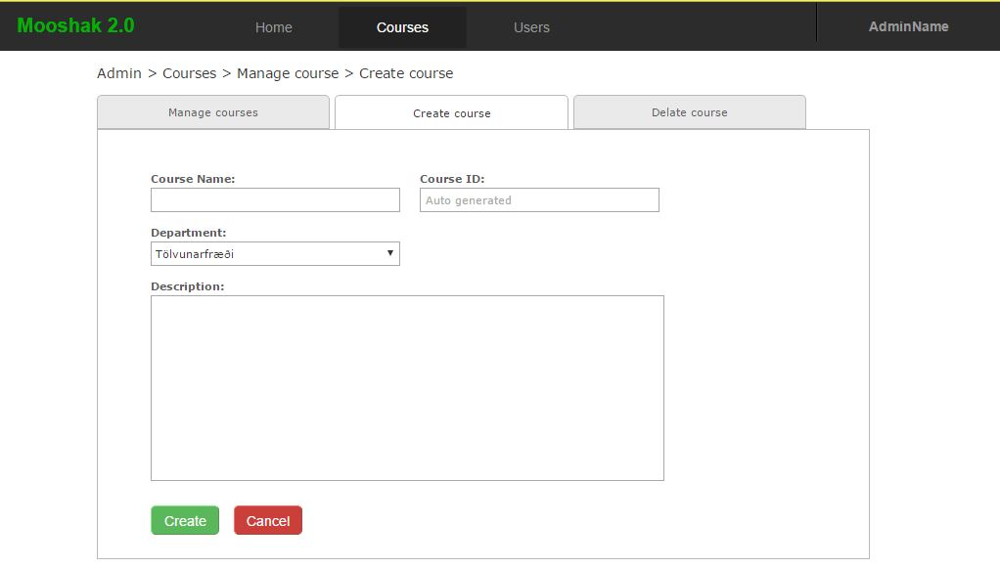 Mooshak 2.0 Home Courses Users AdminName
Admin > Courses > Manage course > Create course
Manage courses Create course Delate course
Course Name: Course ID:
Auto generated
Department:
Tölvunarfræði
Description:
Create Cancel